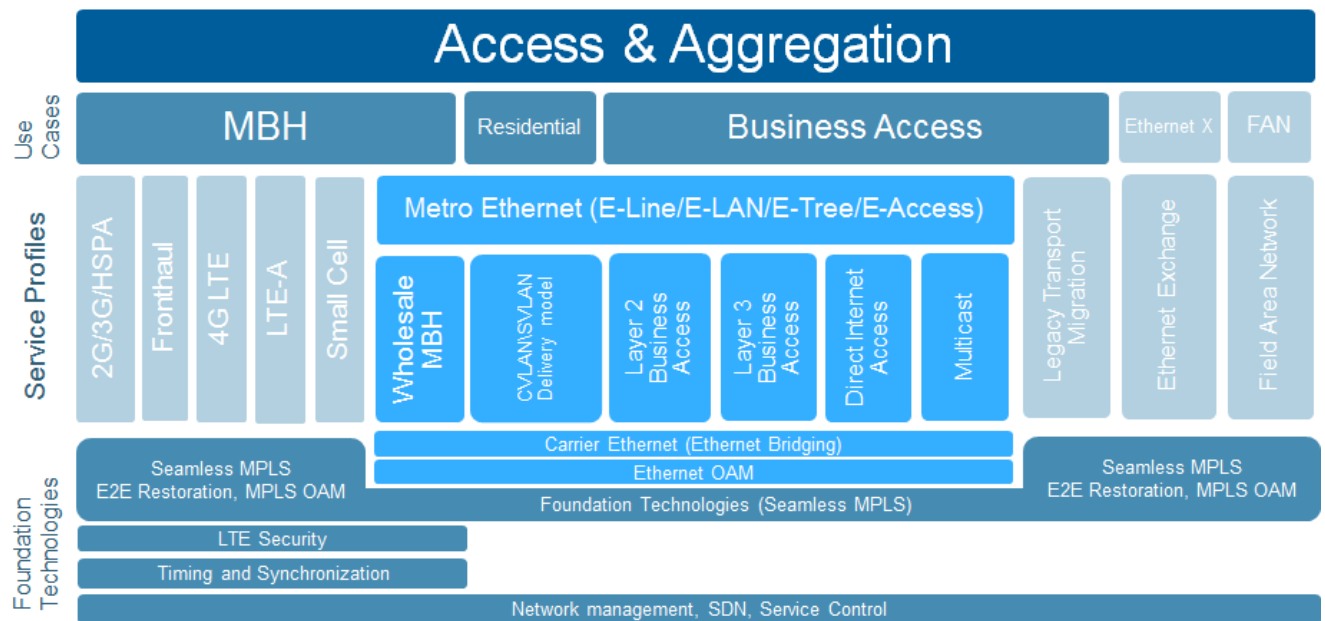 Access & Aggregation
Use
Cases
MBH
Residential
Business Access
Ethernet X
FAN
Service Profiles
2G/3G/HSPA
Fronthaul
4G LTE
LTE-A
Small Cell
Metro Ethernet (E-Line/E-LAN/E-Tree/E-Access)
Wholesale
MBH
CVLAN\SVLAN
Delivery model
Layer 2
Business
Access
Layer 3
Business
Access
Direct Internet
Access
Multicast
Legacy Transport
Migration
Ethernet Exchange
Field Area Network
Foundation
Technologies
Carrier Ethernet (Ethernet Bridging)
Ethernet OAM
Seamless MPLS
E2E Restoration, MPLS OAM
Foundation Technologies (Seamless MPLS)
Seamless MPLS
E2E Restoration, MPLS OAM
LTE Security
Timing and Synchronization
Network management, SDN, Service Control